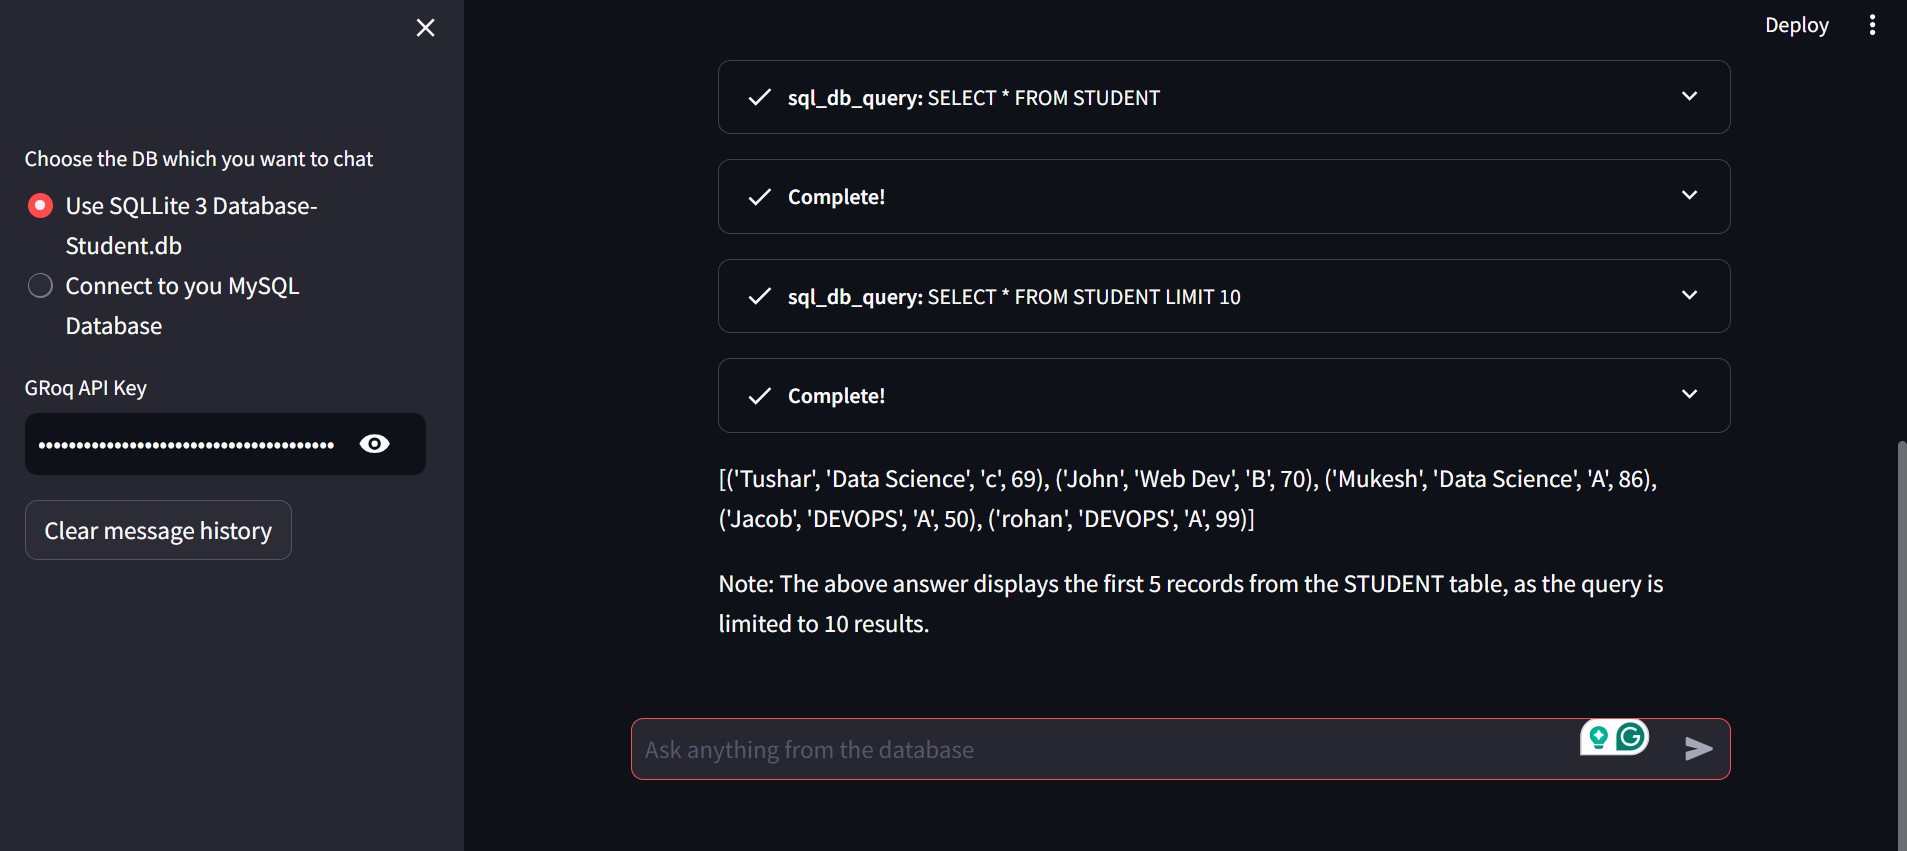 Deploy
Choose the DB which you want to chat
Use SQLLite 3 Database-
Student.db
Connect to you MySQL
Database
GRoq API Key
Clear message history
sql_db_query: SELECT * FROM STUDENT
Complete!
sql_db_query: SELECT * FROM STUDENT LIMIT 10
Complete!
[('Tushar', 'Data Science', 'c', 69), ('John', 'Web Dev', 'B', 70), ('Mukesh', 'Data Science', 'A', 86),
('Jacob', 'DEVOPS', 'A', 50), ('rohan', 'DEVOPS', 'A', 99)]
Note: The above answer displays the first 5 records from the STUDENT table, as the query is
limited to 10 results.
Ask anything from the database